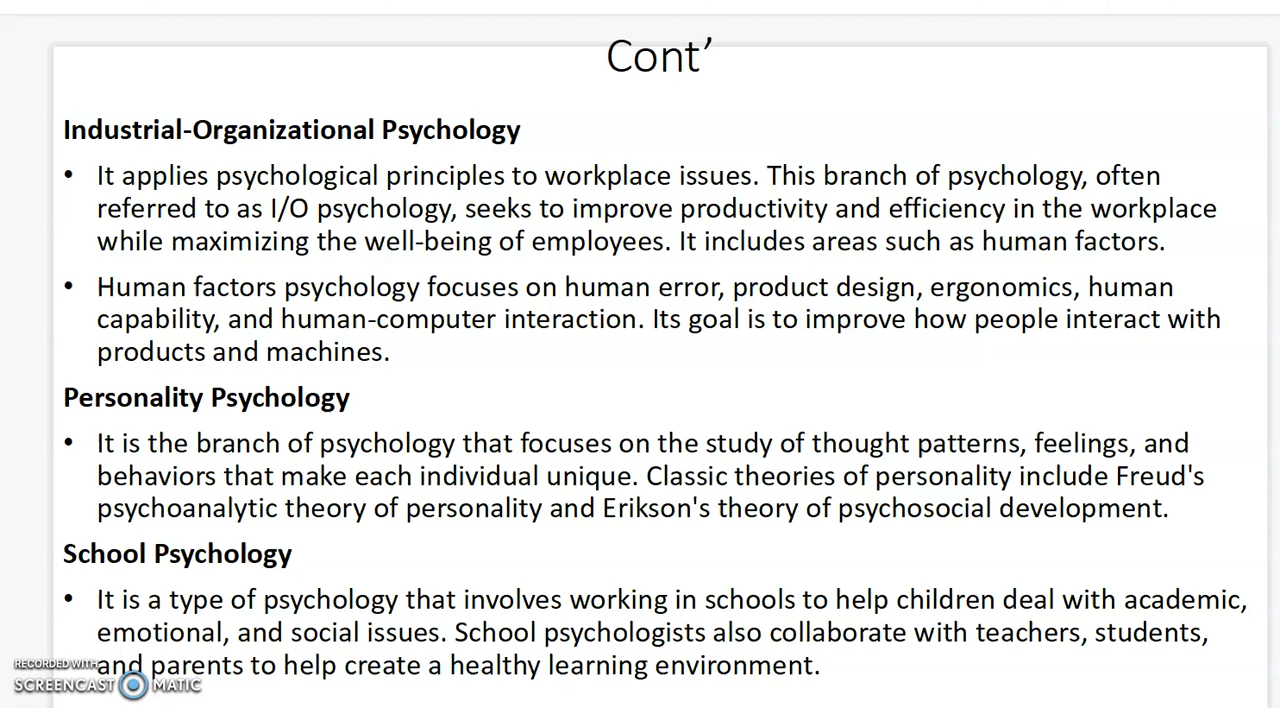 Cont’
Industrial-Organizational Psychology
• It applies psychological principles to workplace issues. This branch of psychology, often
referred to as I/O psychology, seeks to improve productivity and efficiency in the workplace
while maximizing the well-being of employees. It includes areas such as human factors.
• Human factors psychology focuses on human error, product design, ergonomics, human
capability, and human-computer interaction. Its goal is to improve how people interact with
products and machines.
Personality Psychology
• It is the branch of psychology that focuses on the study of thought patterns, feelings, and
behaviors that make each individual unique. Classic theories of personality include Freud's
psychoanalytic theory of personality and Erikson's theory of psychosocial development.
School Psychology
• It is a type of psychology that involves working in schools to help children deal with academic,
emotional, and social issues. School psychologists also collaborate with teachers, students,
and parents to help create a healthy learning environment.
RECORDED WITH
SCREENCAST MATIC